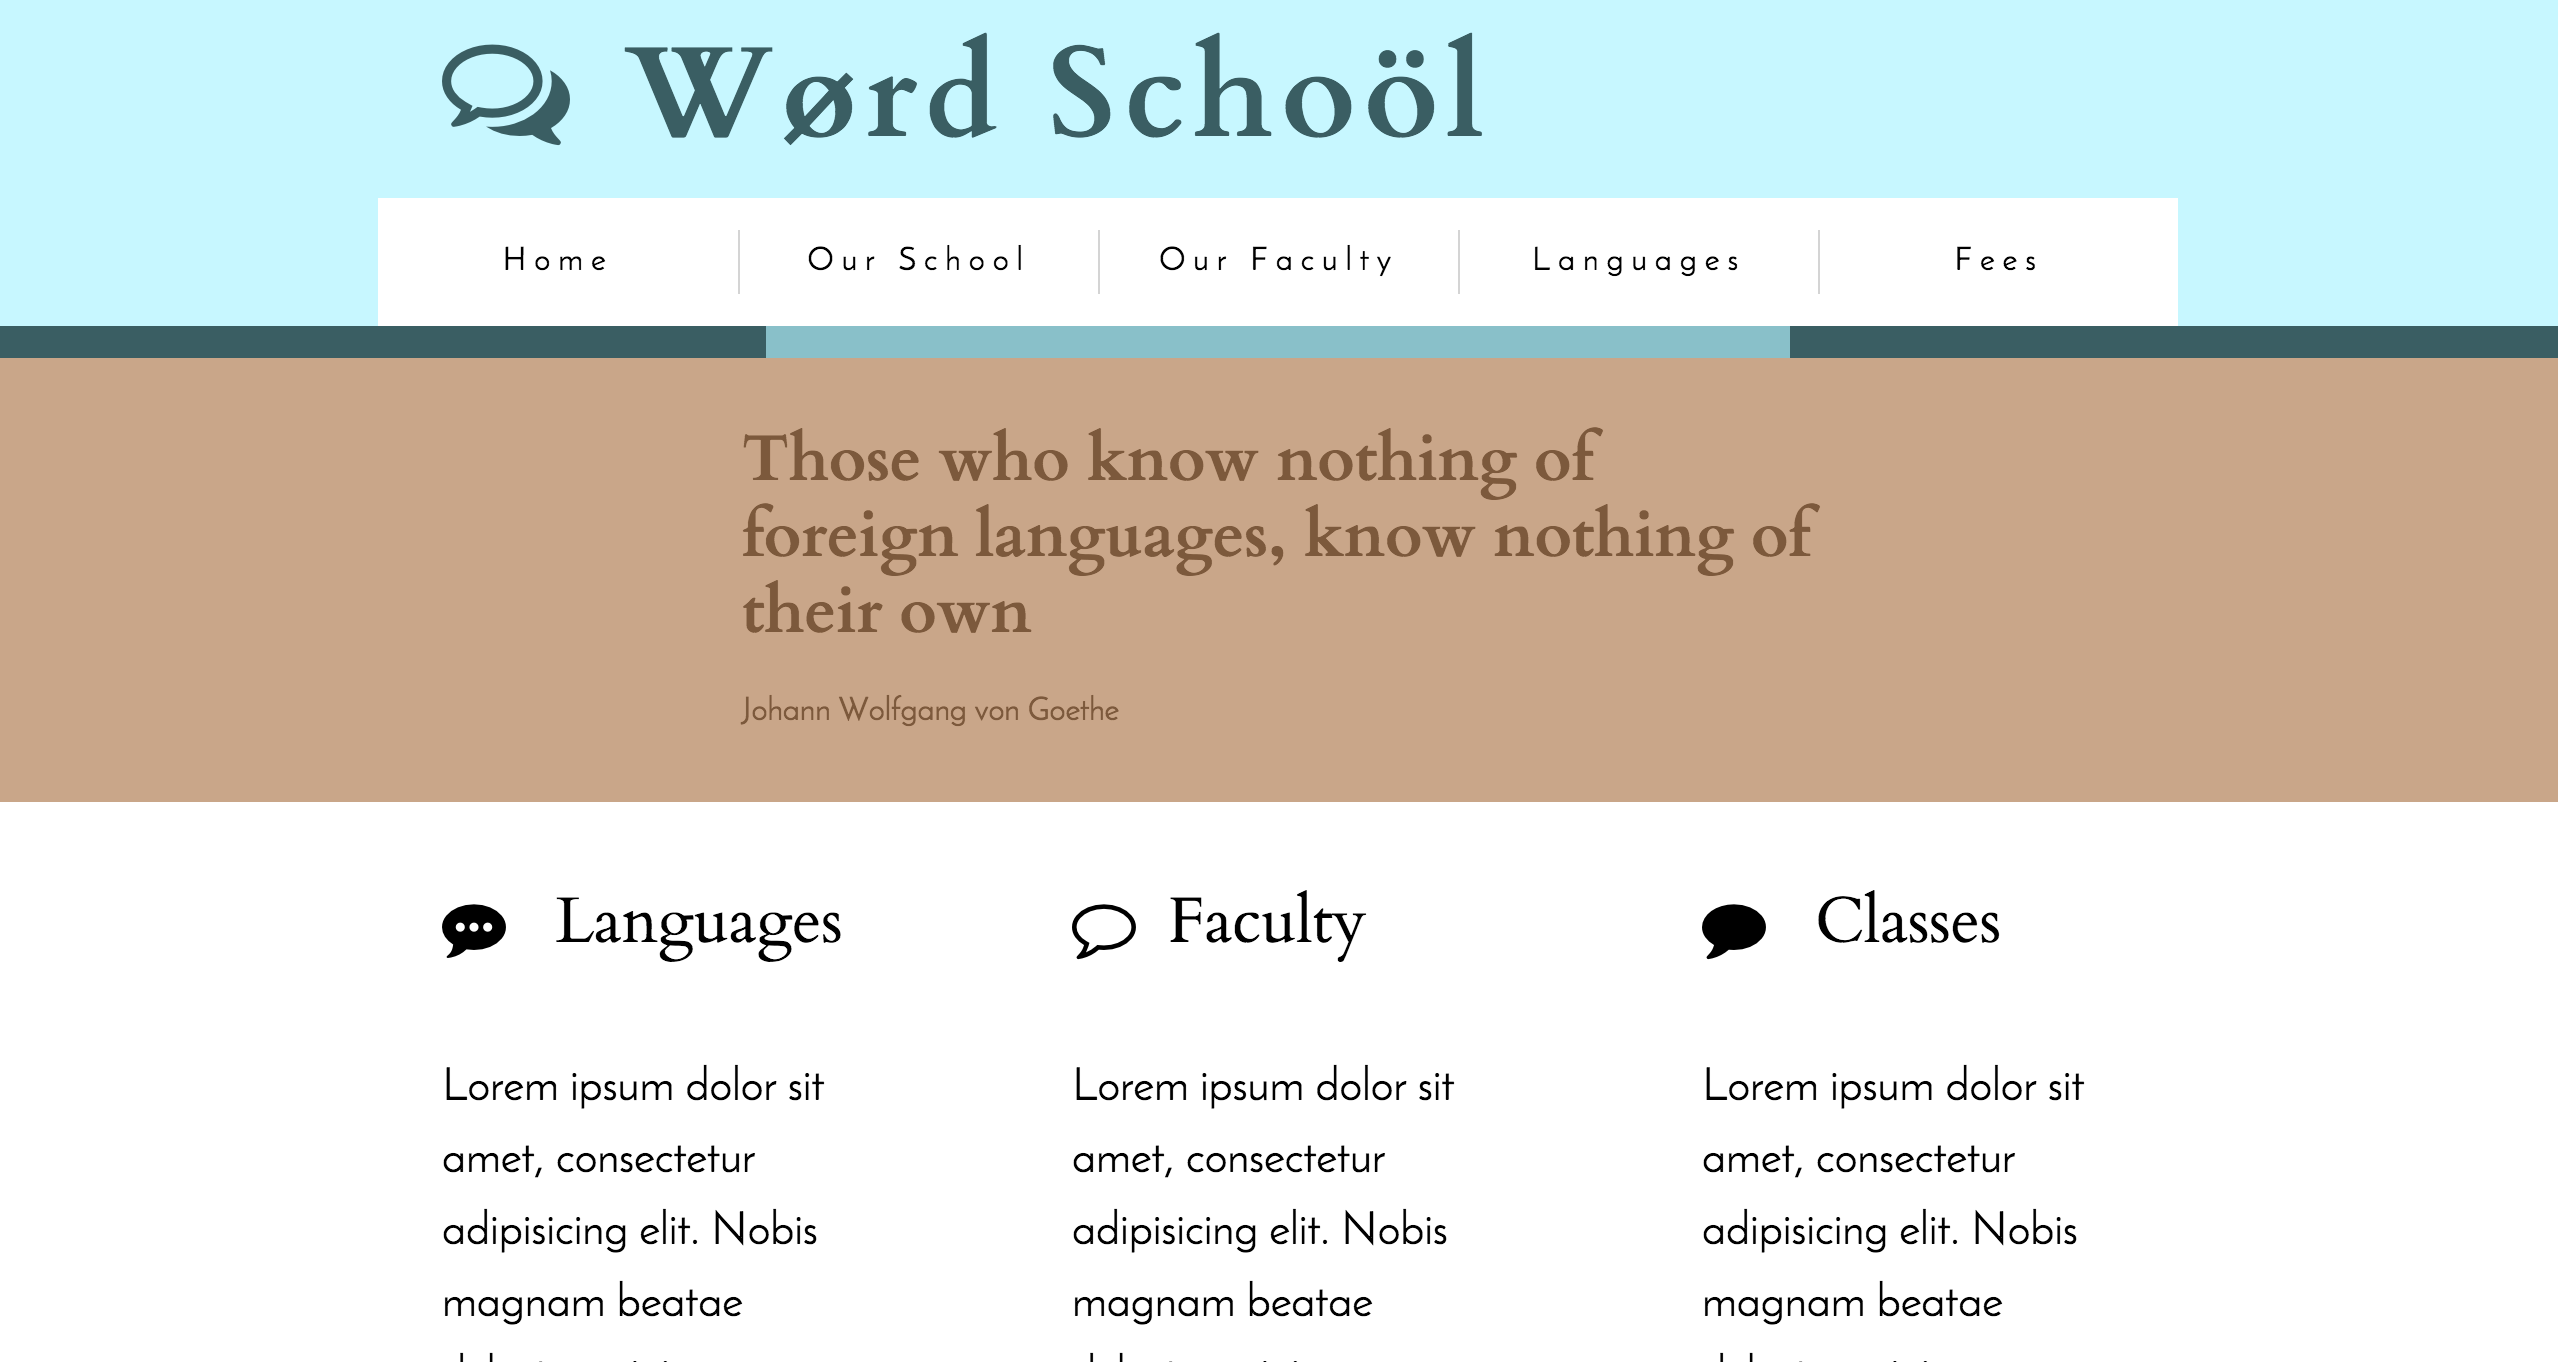 Wørd Schoöl
Home
Our School
Our Faculty
Languages
Fees
Those who know nothing of
foreign languages, know nothing of
their own
Johann Wolfgang von Goethe
Languages
Lorem ipsum dolor sit
amet, consectetur
adipisicing elit. Nobis
magnam beatae
Faculty
Lorem ipsum dolor sit
amet, consectetur
adipisicing elit. Nobis
magnam beatae
Classes
Lorem ipsum dolor sit
amet, consectetur
adipisicing elit. Nobis
magnam beatae